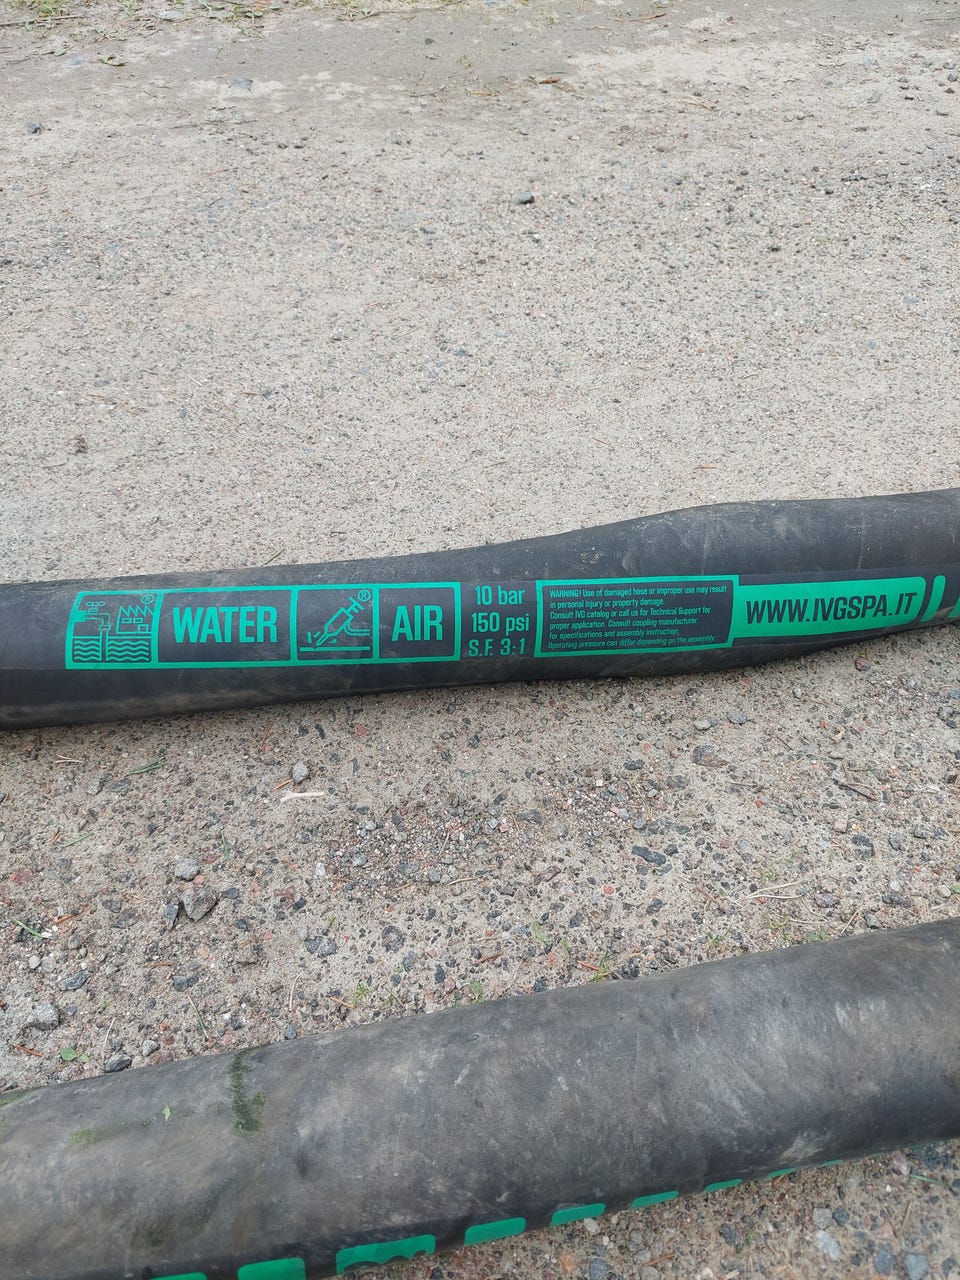 WATER
®
AIR
®
10 bar
150 psi
S.F. 3:1
WARNING! Use of damaged hose or improper use may result
in personal injury or property damage.
Consult IVG catalog or call us for Technical Support for
proper application. Consult coupling manufacturer
for specifications and assembly instruction.
Operating pressure can differ depending on the assembly
WWW.IVGSPA.IT